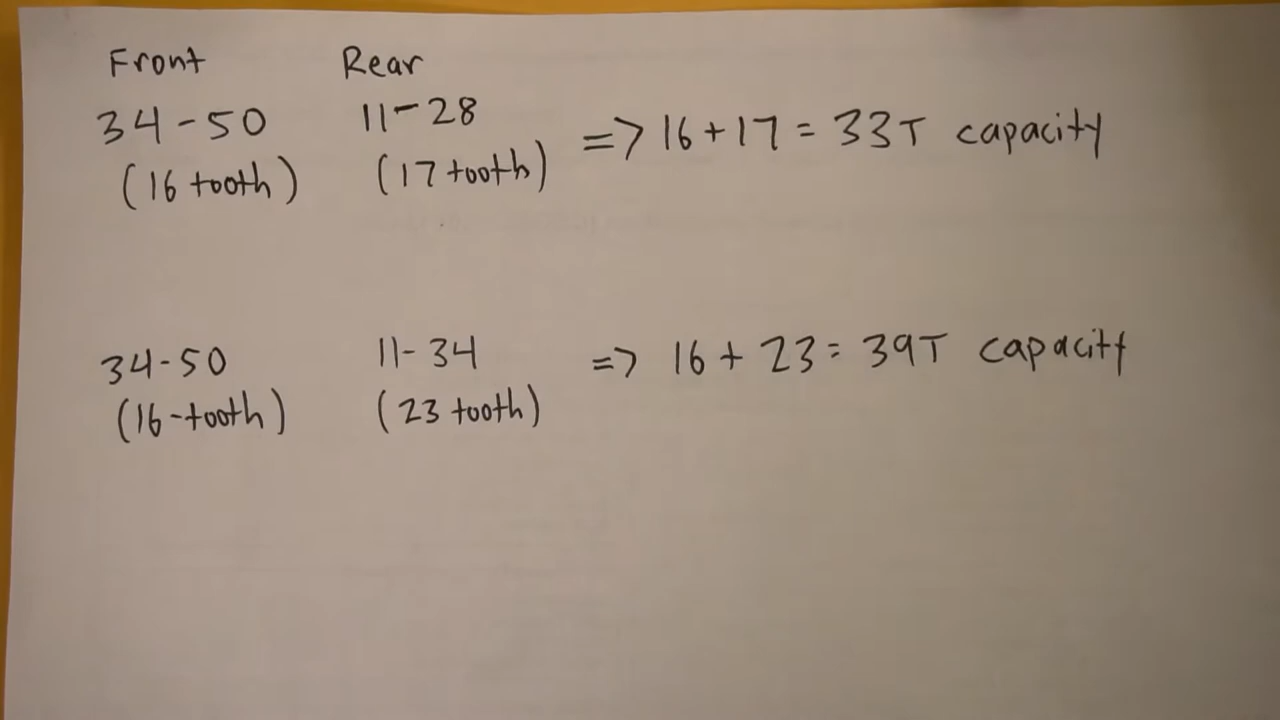 Front Rear
34-50 11-28 => 16+17 = 33T capacity
(16 tooth) (17 tooth)
34-50 11-34 => 16 + 23 = 39T capacity
(16-tooth) (23 tooth)